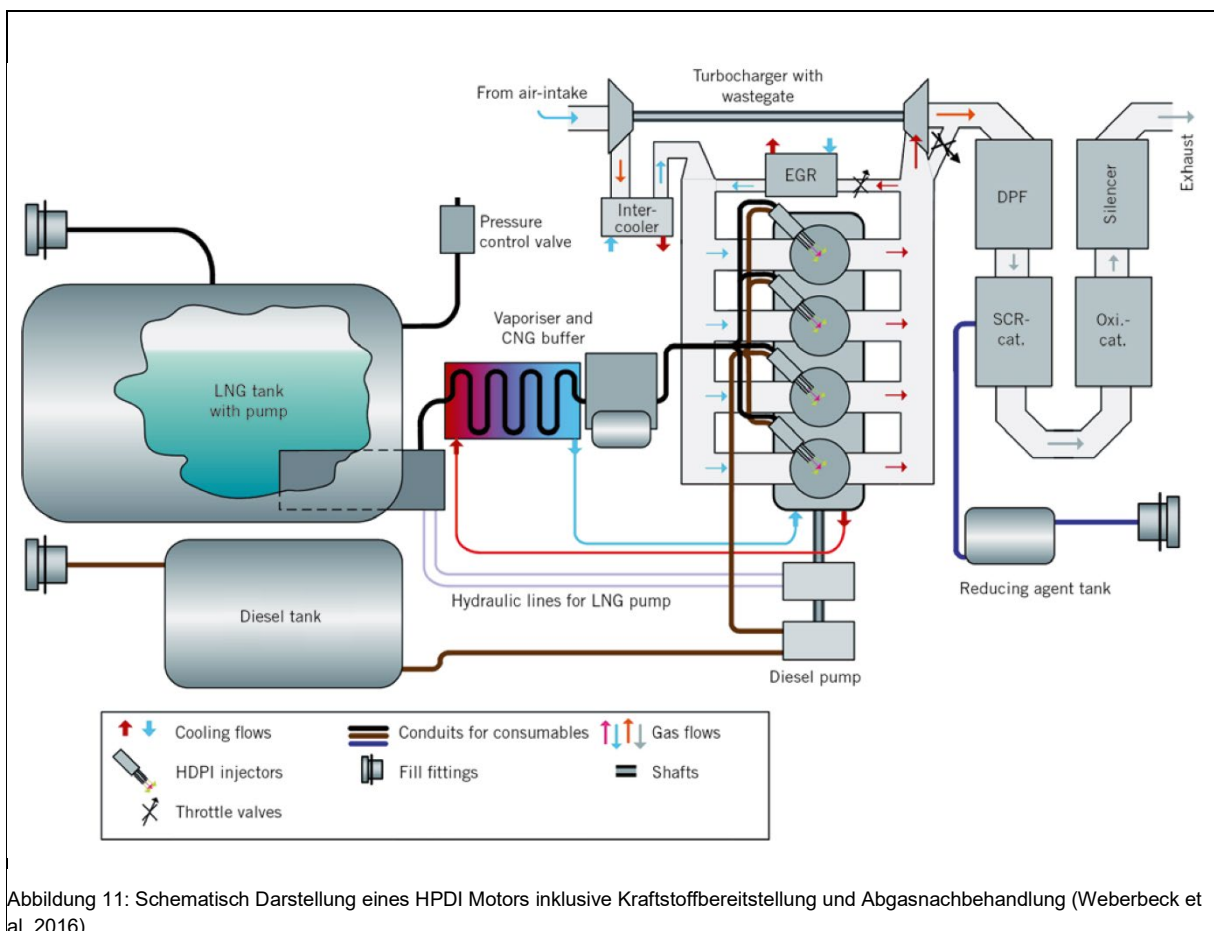 Turbocharger with
wastegate
From air-intake
EGR
Inter-
cooler
DPF
Silencer
Exhaust
Pressure
control valve
SCR-
cat.
Oxi.-
cat.
Vaporiser and
CNG buffer
LNG tank
with pump
Reducing agent tank
Hydraulic lines for LNG pump
Diesel tank
Diesel pump
Cooling flows
Conduits for consumables
Gas flows
HDPI injectors
Fill fittings
Shafts
Throttle valves
Abbildung 11: Schematisch Darstellung eines HPDI Motors inklusive Kraftstoffbereitstellung und Abgasnachbehandlung (Weberbeck et
al. 2016)